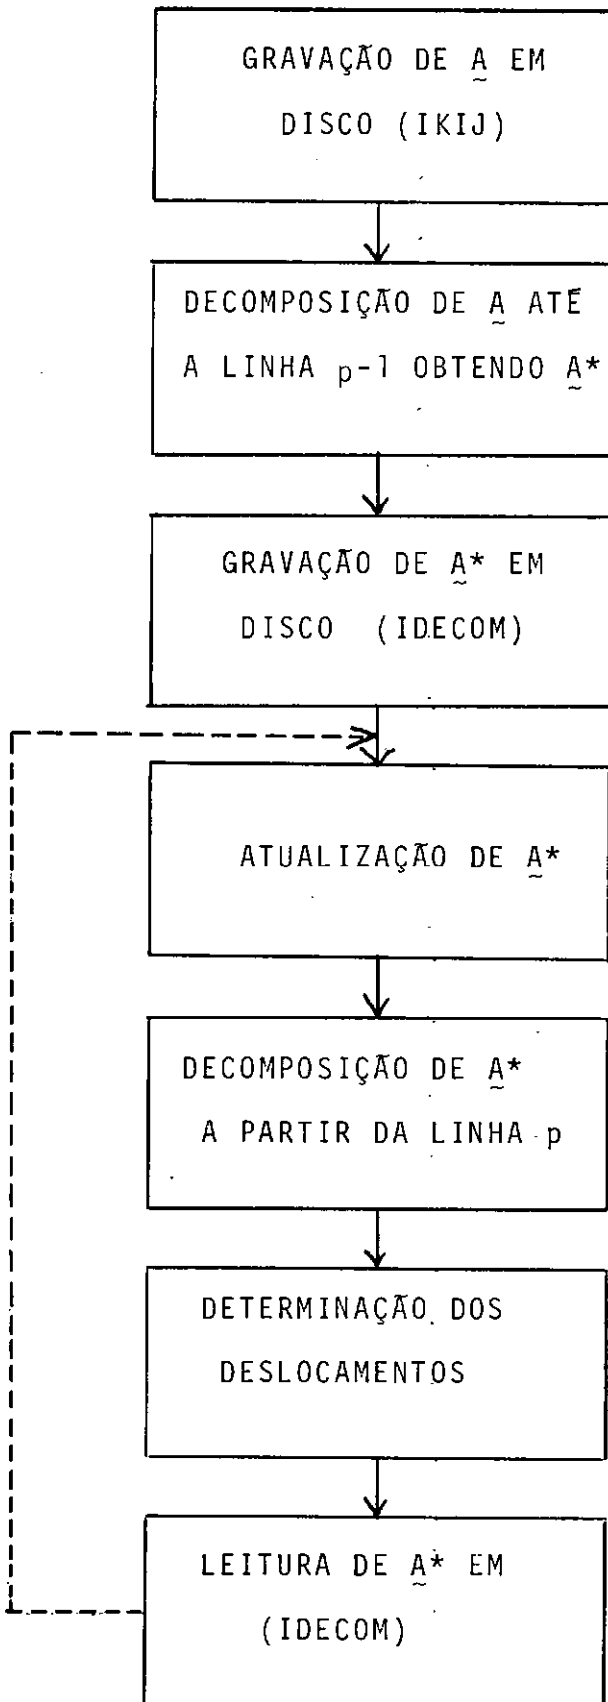 GRAVAÇÃO DE A EM
DISCO (IKIJ)
DECOMPOSIÇÃO DE A ATÉ
A LINHA p-1 OBTENDO A*
GRAVAÇÃO DE A* EM
DISCO (IDECOM)
ATUALIZAÇÃO DE A*
DECOMPOSIÇÃO DE A*
A PARTIR DA LINHA p
DETERMINAÇÃO DOS
DESLOCAMENTOS
LEITURA DE A* EM
(IDECOM)